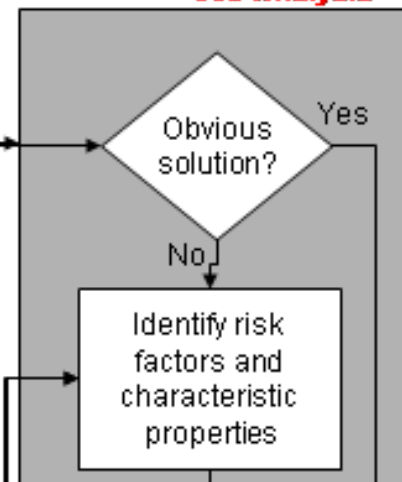 Obvious
solution?
Yes
No
Identify risk
factors and
characteristic
properties